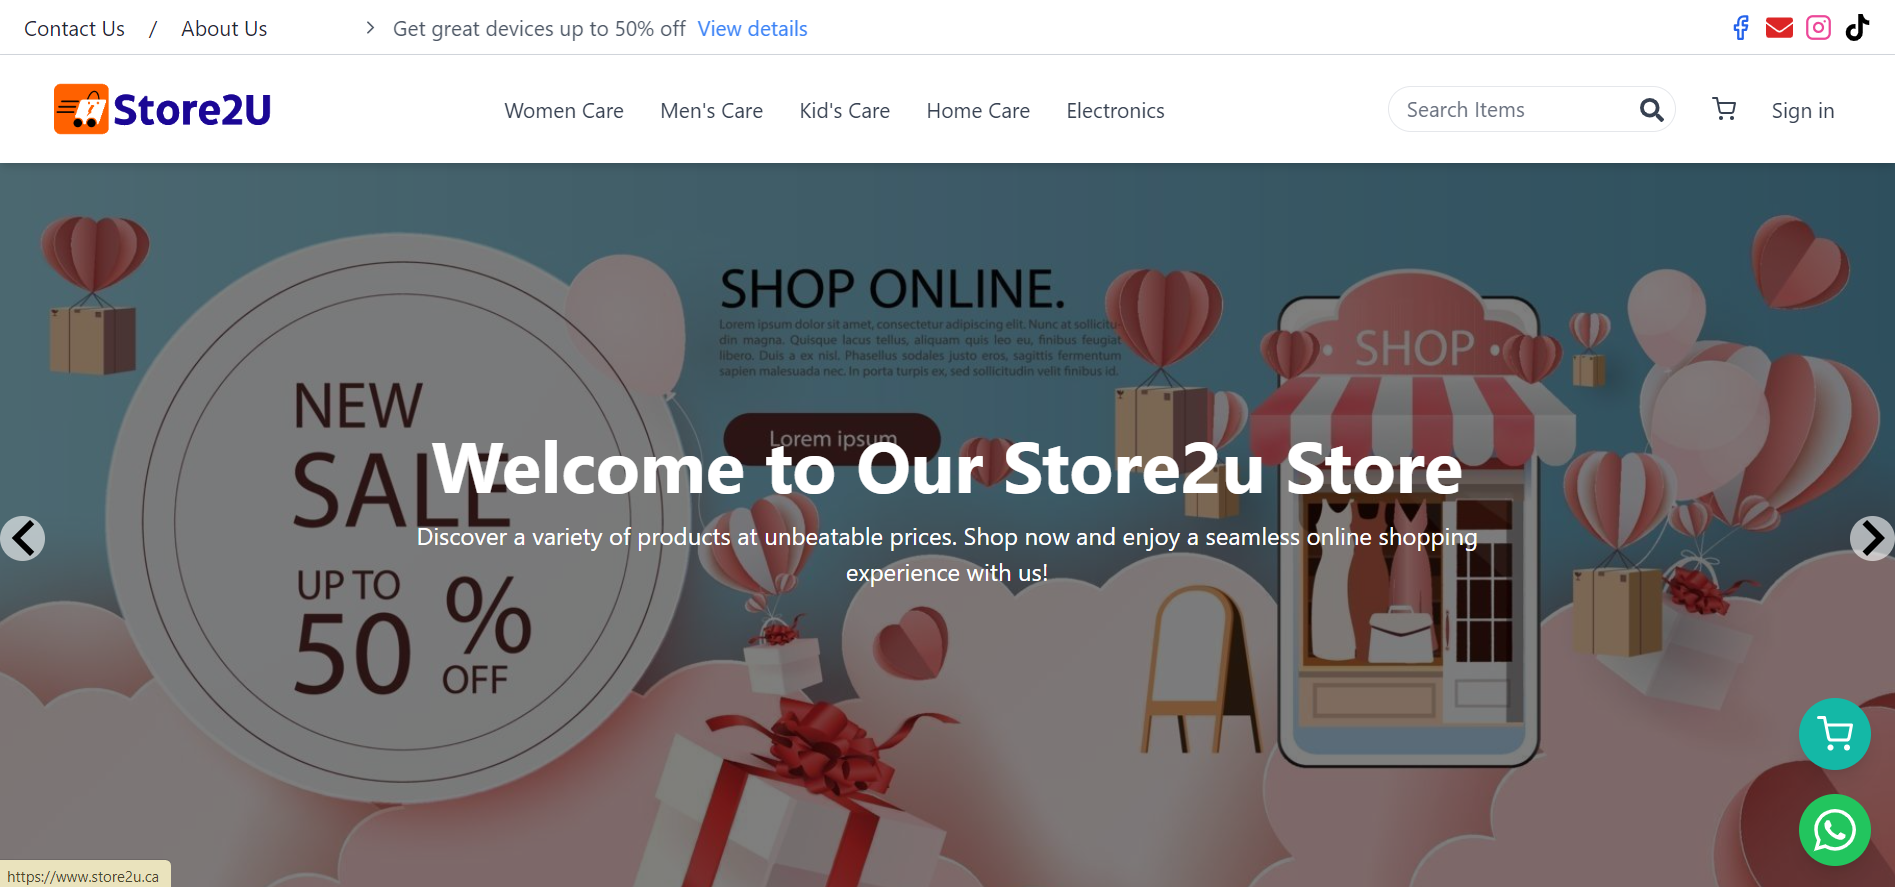 Contact Us / About Us
Get great devices up to 50% off View details
Store2U
Women Care
Men's Care
Kid's Care
Home Care
Electronics
Search Items
Sign in
SHOP ONLINE.
Lorem ipsum dolor sit amet, consectetur adipiscing elit. Nunc at sollicitu-
din magna. Quisque lacus tellus, aliquam quis leo eu, finibus feugiat
libero. Duis a ex nisl. Phasellus sodales justo eros, sagittis fermentum
sapien malesuada nec. In porta turpis ex, sed sollicitudin velit finibus id.
Lorem ipsum
SHOP
NEW
SALE
UP TO
50 %
OFF
Welcome to Our Store2u Store
Discover a variety of products at unbeatable prices. Shop now and enjoy a seamless online shopping
experience with us!
https://www.store2u.ca